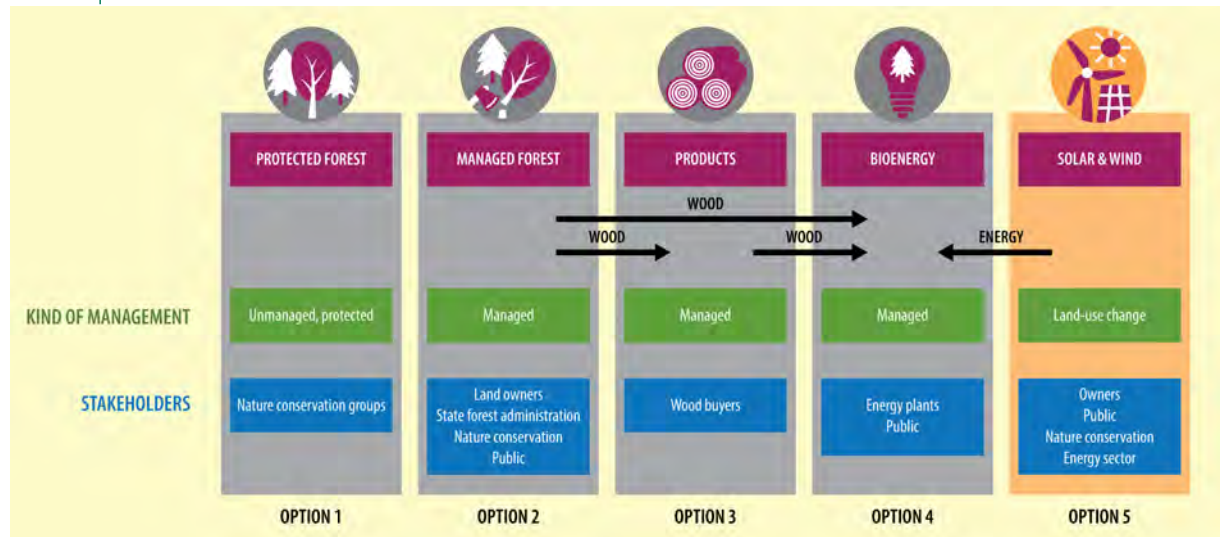 PROTECTED FOREST
MANAGED FOREST
PRODUCTS
BIOENERGY
SOLAR & WIND
WOOD
WOOD
WOOD
ENERGY
KIND OF MANAGEMENT
Unmanaged, protected
Managed
Managed
Managed
Land-use change
STAKEHOLDERS
Nature conservation groups
Land owners
State forest administration
Nature conservation
Public
Wood buyers
Energy plants
Public
Owners
Public
Nature conservation
Energy sector
OPTION 1
OPTION 2
OPTION 3
OPTION 4
OPTION 5